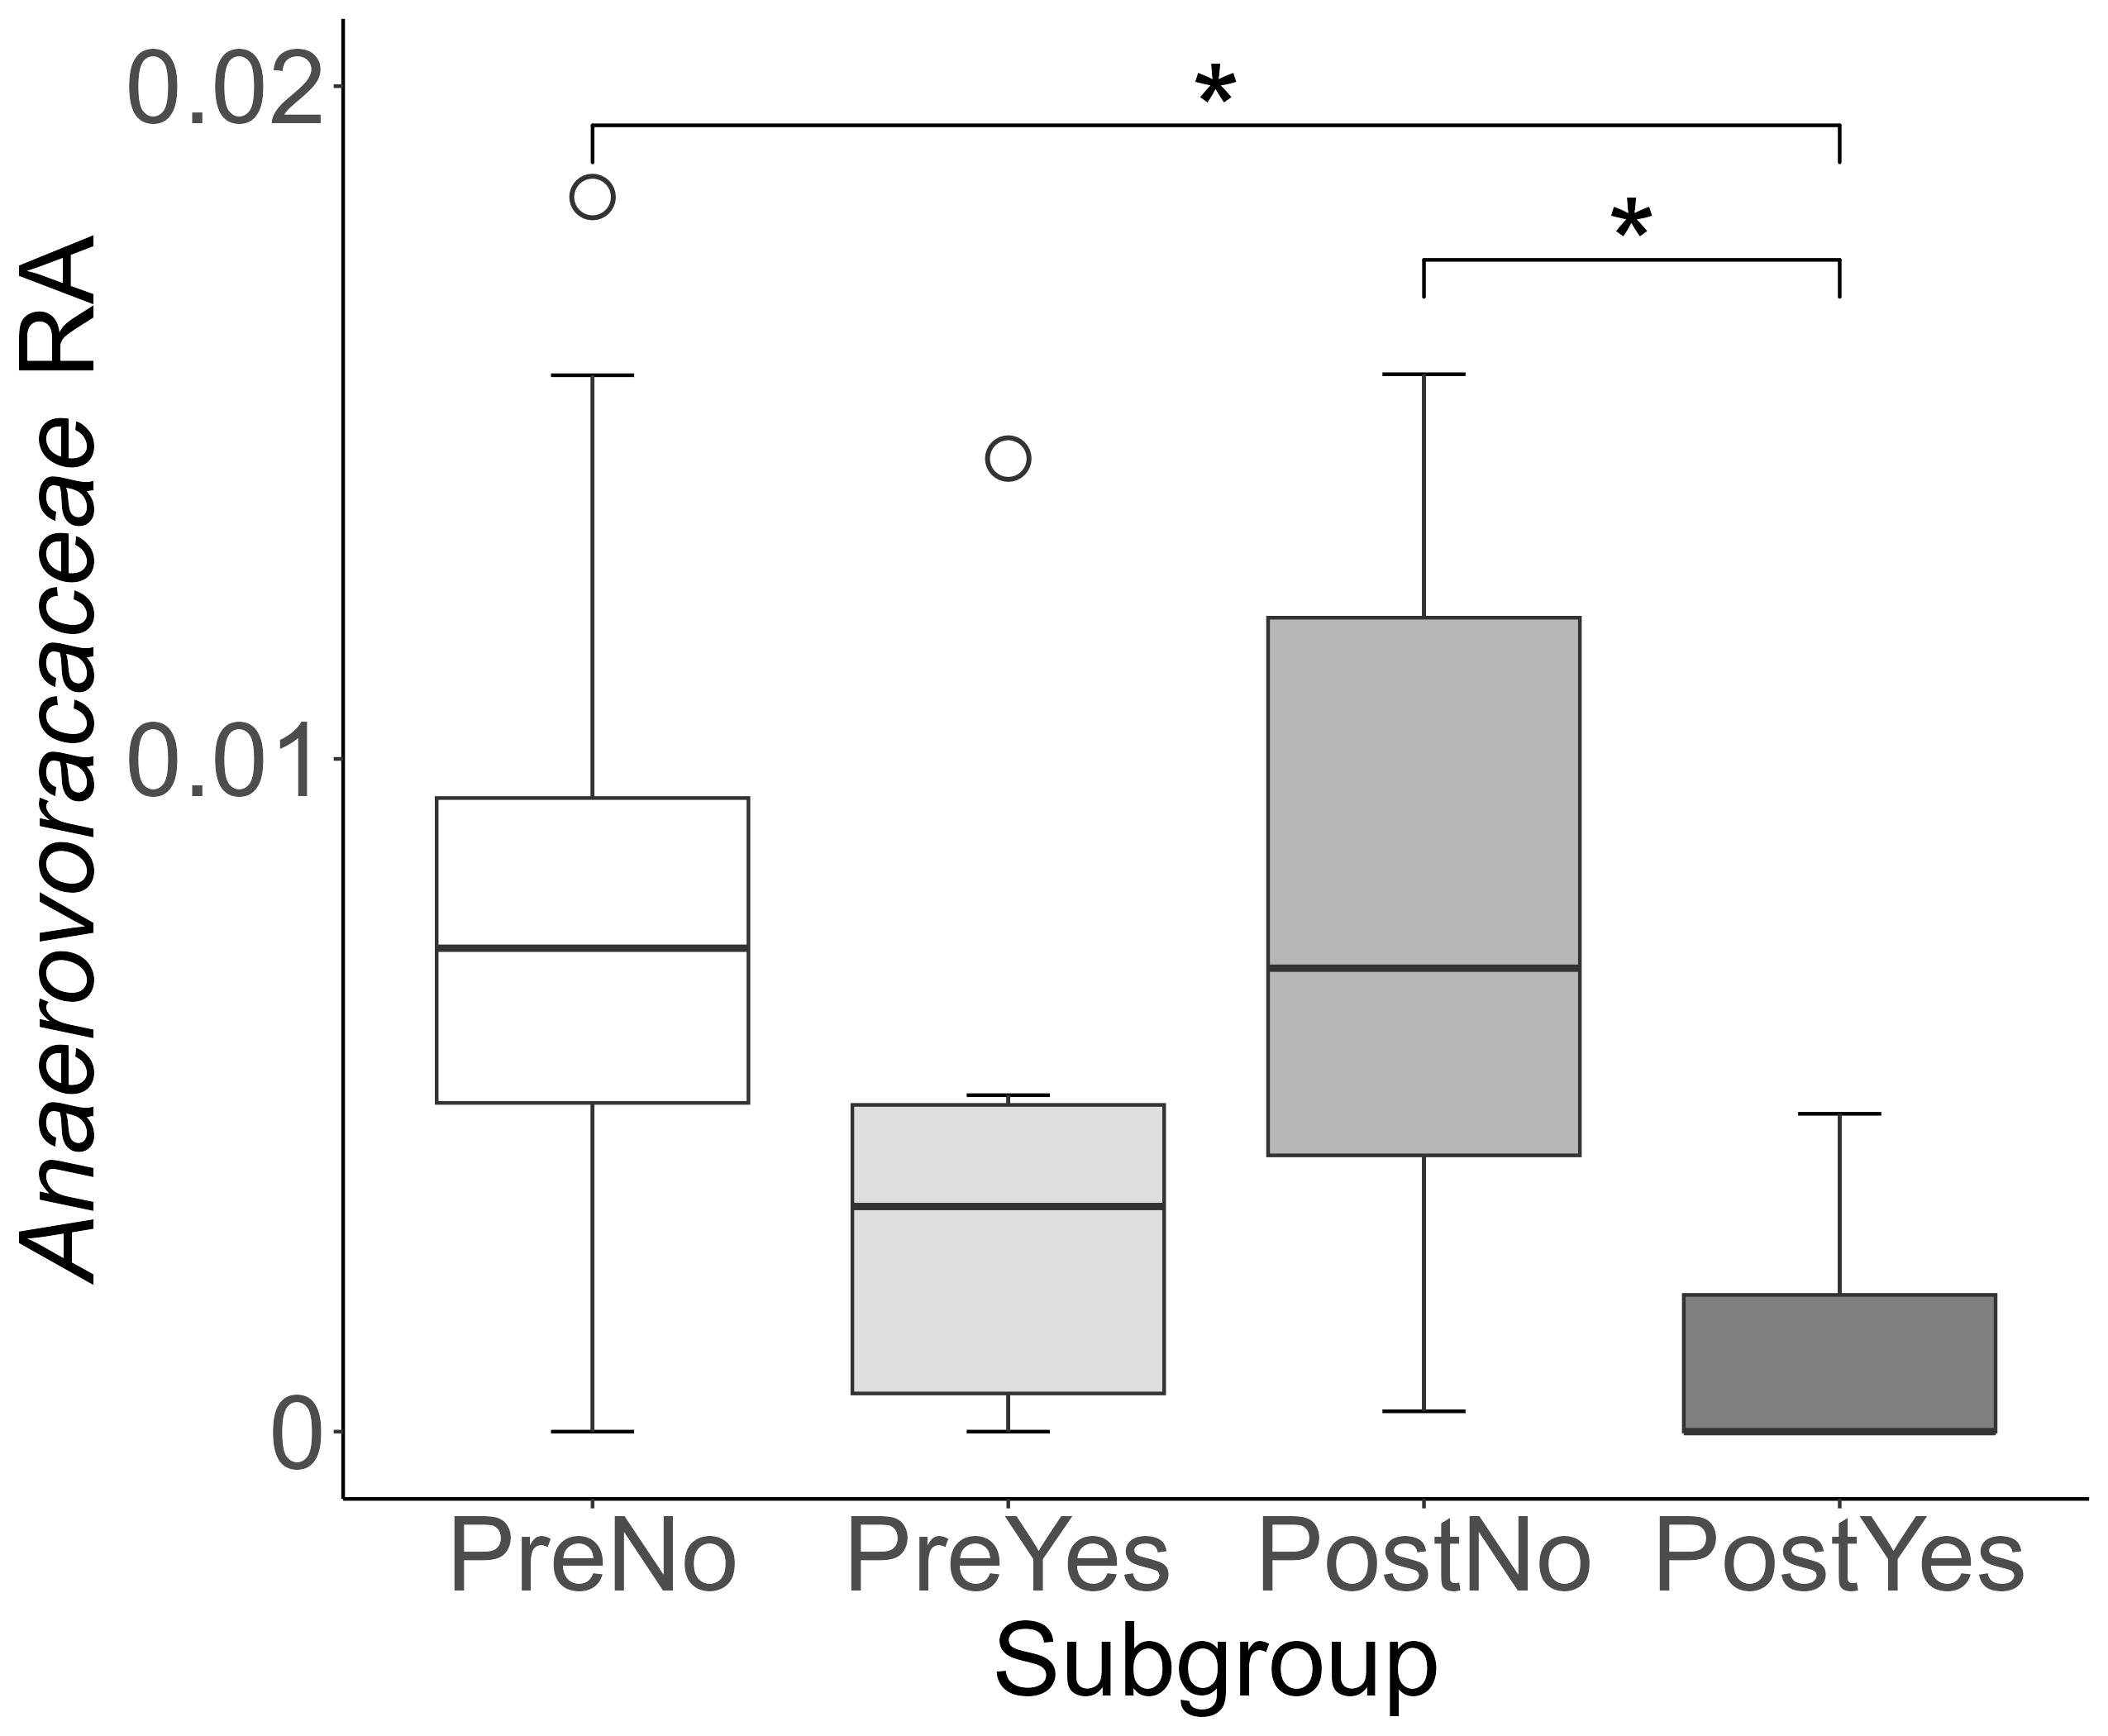 Anaerovoracaceae RA
0.02
0.01
0
*
*
PreNo PreYes PostNo PostYes
Subgroup